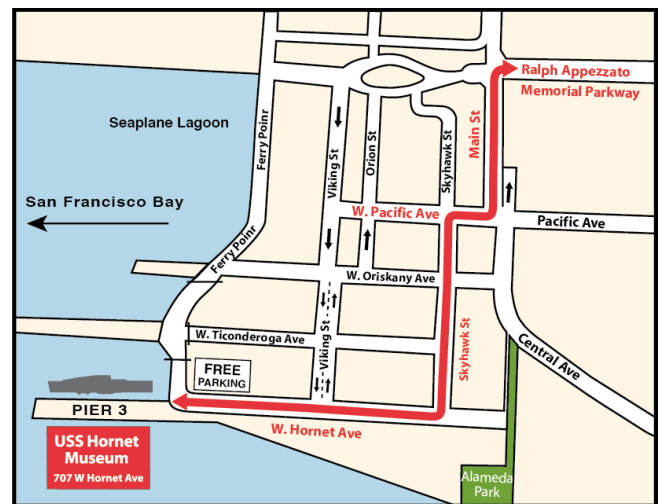 Ralph Appezzato
Memorial Parkway
Seaplane Lagoon
Ferry Poinr
Viking St
Orion St
Skyhawk St
Main St
San Francisco Bay
W. Pacific Ave
Pacific Ave
Ferry Poinr
W. Oriskany Ave
W. Ticonderoga Ave
Viking St
Skyhawk St
Central Ave
FREE
PARKING
PIER 3
W. Hornet Ave
USS Hornet
Museum
707 W Hornet Ave
Alameda
Park